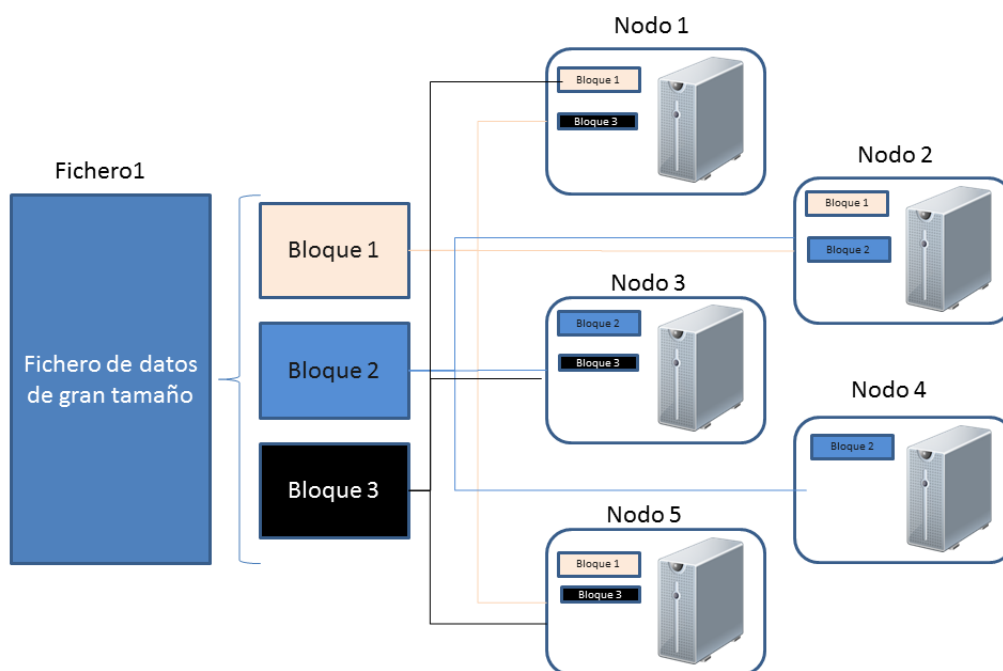 Fichero1
Fichero de datos
de gran tamaño
Bloque 1
Bloque 2
Bloque 3
Nodo 1
Bloque 1
Bloque 3
Nodo 2
Bloque 1
Bloque 2
Nodo 3
Bloque 2
Bloque 3
Nodo 4
Bloque 2
Nodo 5
Bloque 1
Bloque 3